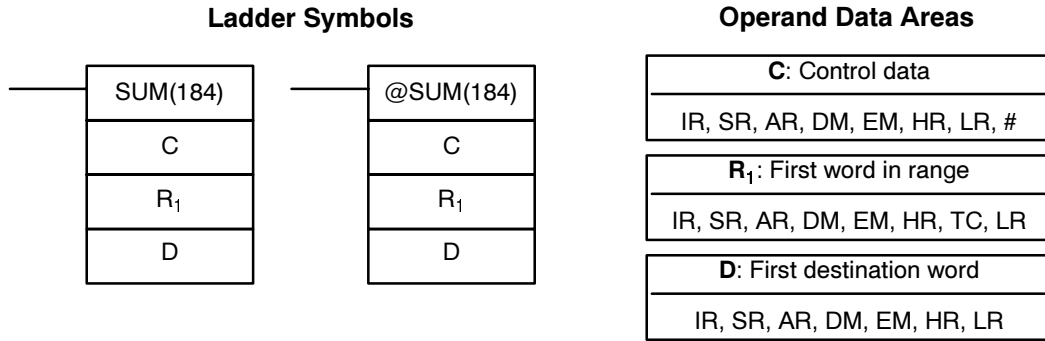 Ladder Symbols
SUM(184)
C
R1
D
@SUM(184)
C
R1
D
Operand Data Areas
C: Control data
IR, SR, AR, DM, EM, HR, LR, #
R1: First word in range
IR, SR, AR, DM, EM, HR, TC, LR
D: First destination word
IR, SR, AR, DM, EM, HR, LR